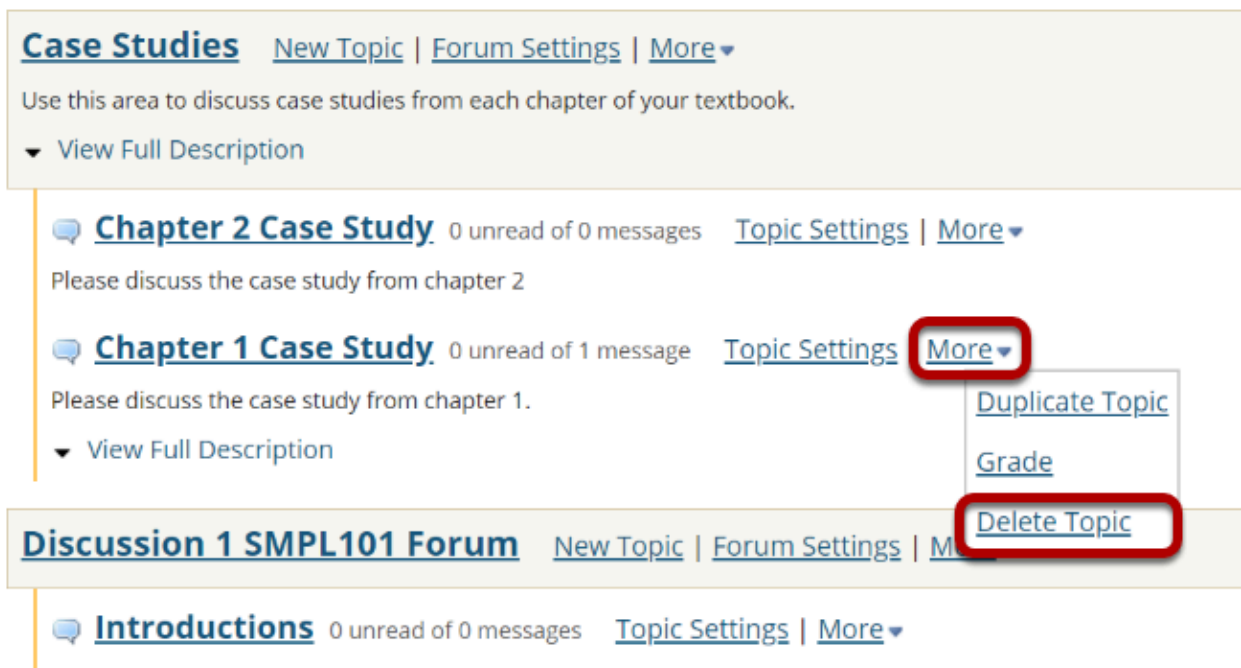 Case Studies New Topic | Forum Settings | More
Use this area to discuss case studies from each chapter of your textbook.
View Full Description
Chapter 2 Case Study 0 unread of 0 messages Topic Settings | More
Please discuss the case study from chapter 2
Chapter 1 Case Study 0 unread of 1 message Topic Settings More
Please discuss the case study from chapter 1.
Duplicate Topic
View Full Description
Grade
Delete Topic
Discussion 1 SMPL101 Forum New Topic | Forum Settings |
Introductions 0 unread of 0 messages Topic Settings | More